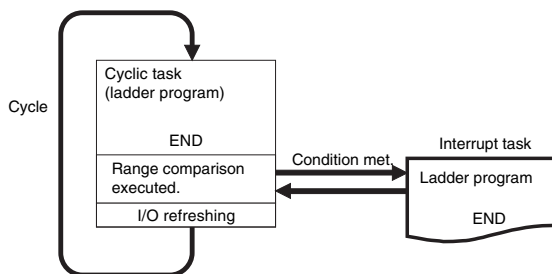 Cycle
Cyclic task
(ladder program)
END
Range comparison
executed.
I/O refreshing
Condition met.
Interrupt task
Ladder program
END